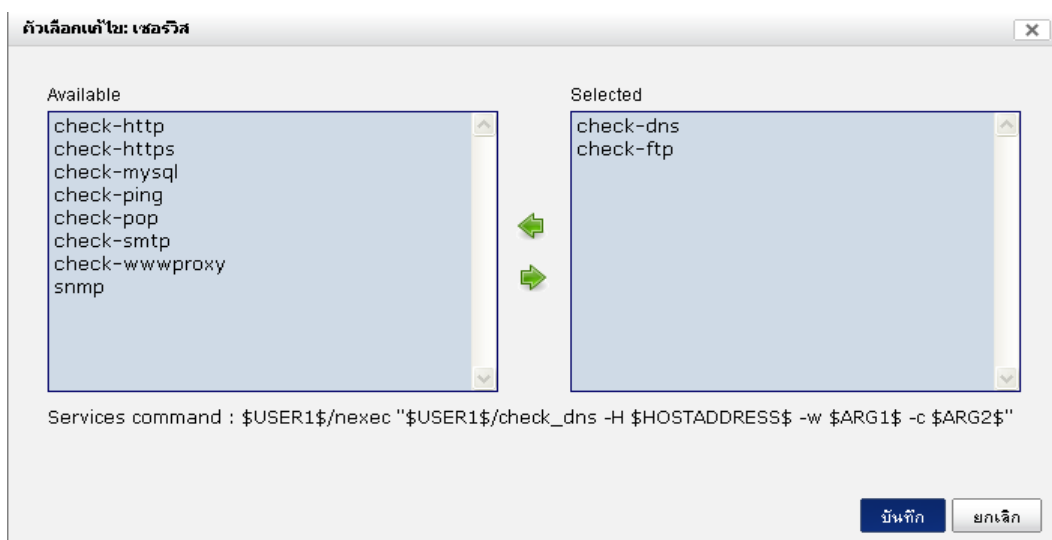 ตัวเลือกแก้ไข: เซอร์วิส
Available
Selected
check-http
check-https
check-mysql
check-ping
check-pop
check-smtp
check-wwwproxy
snmp
check-dns
check-ftp
Services command : $USER1$/nexec "$USER1$/check_dns -H $HOSTADDRESS$ -w $ARG1$ -c $ARG2$"
บันทึก
ยกเลิก